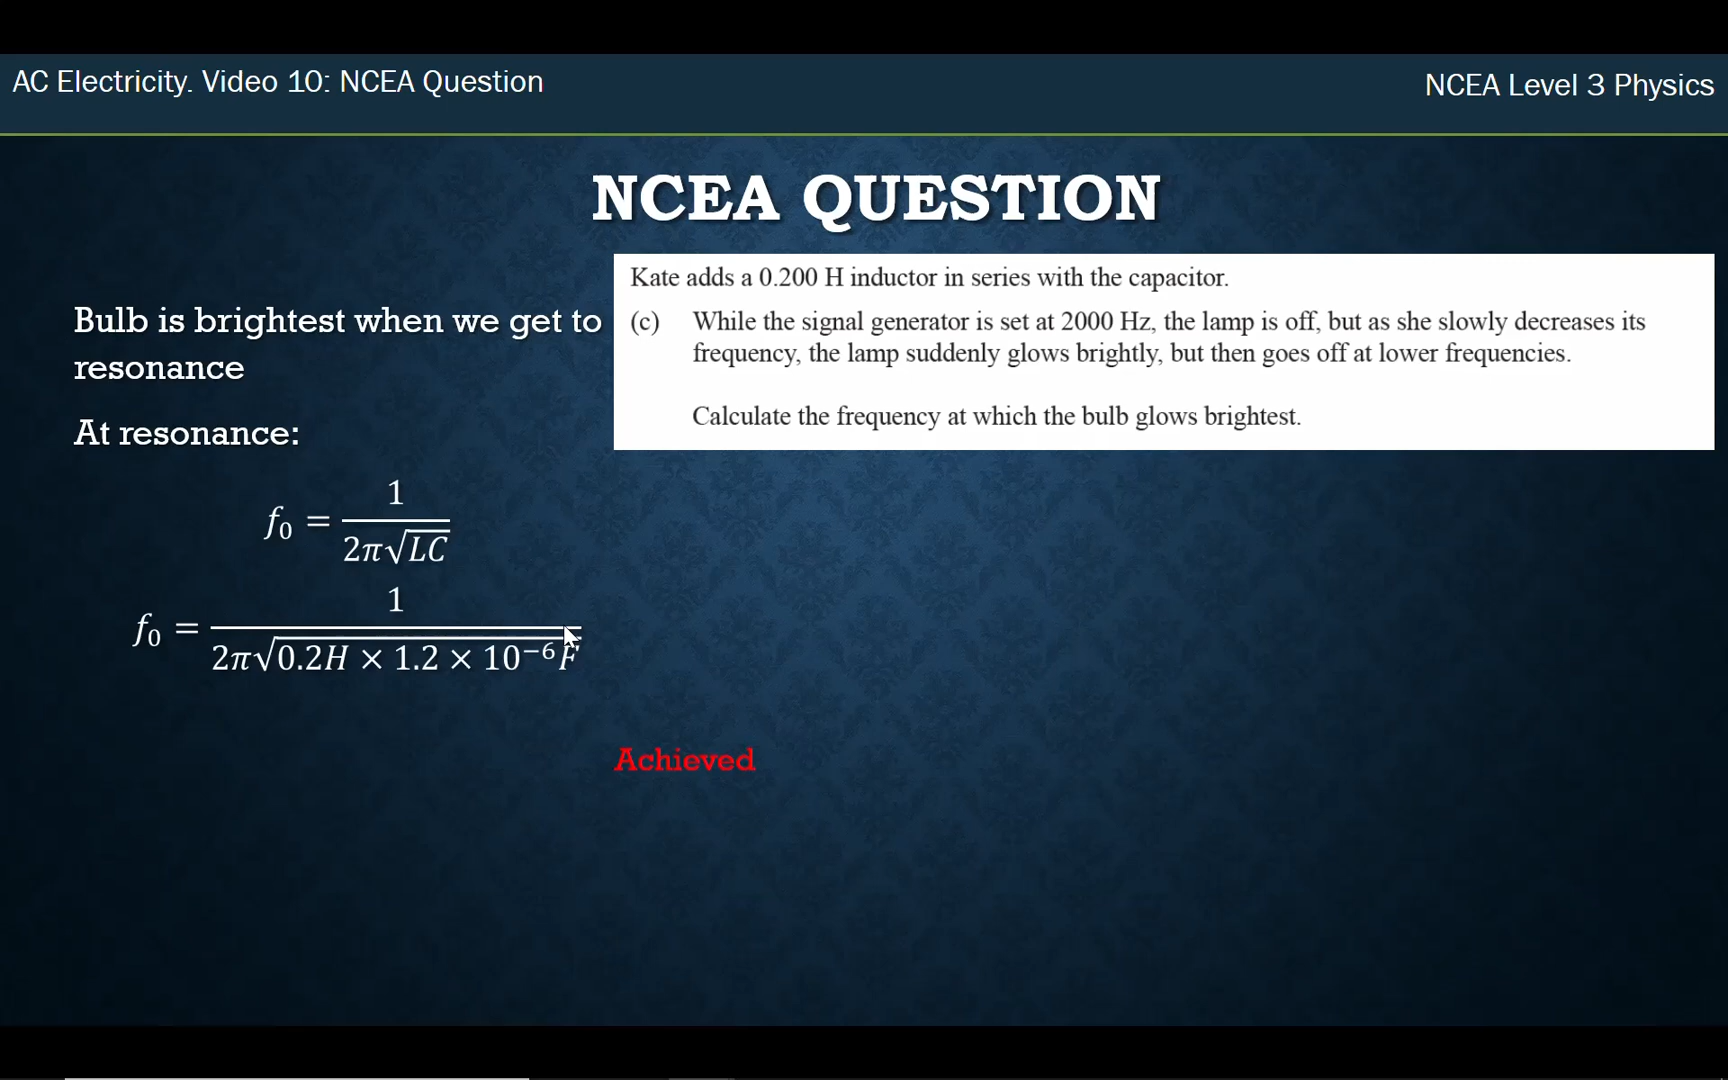 AC Electricity. Video 10: NCEA Question
NCEA Level 3 Physics
NCEA QUESTION
Bulb is brightest when we get to
resonance
At resonance:
f₀ = 1 / (2π√LC)
f₀ = 1 / (2π√(0.2H × 1.2 × 10⁻⁶F))
Kate adds a 0.200 H inductor in series with the capacitor.
(c) While the signal generator is set at 2000 Hz, the lamp is off, but as she slowly decreases its
frequency, the lamp suddenly glows brightly, but then goes off at lower frequencies.
Calculate the frequency at which the bulb glows brightest.
Achieved